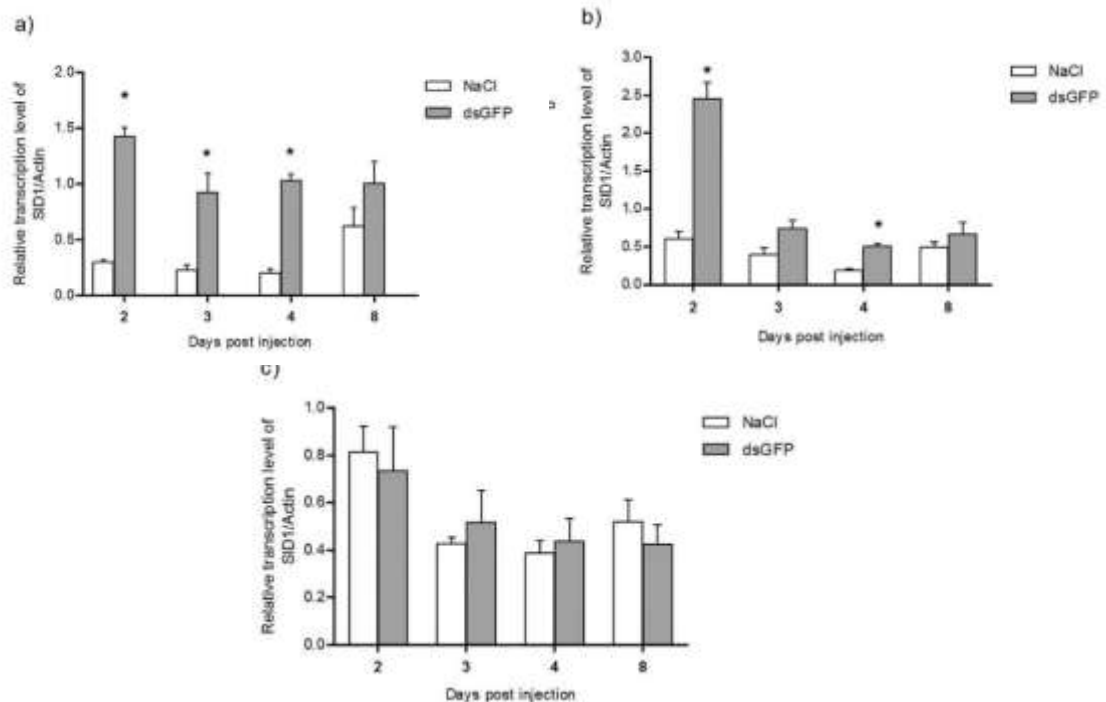 a)
Relative transcription level of
SID1/Actin
2.0
1.5
1.0
0.5
0.0
*
*
*
NaCl
dsGFP
2
3
4
8
Days post injection
b)
Relative transcription level of
SID1/Actin
3.0
2.5
2.0
1.5
1.0
0.5
0.0
*
*
NaCl
dsGFP
2
3
4
8
Days post injection
c)
Relative transcription level of
SID1/Actin
1.0
0.8
0.6
0.4
0.2
0.0
NaCl
dsGFP
2
3
4
8
Days post injection